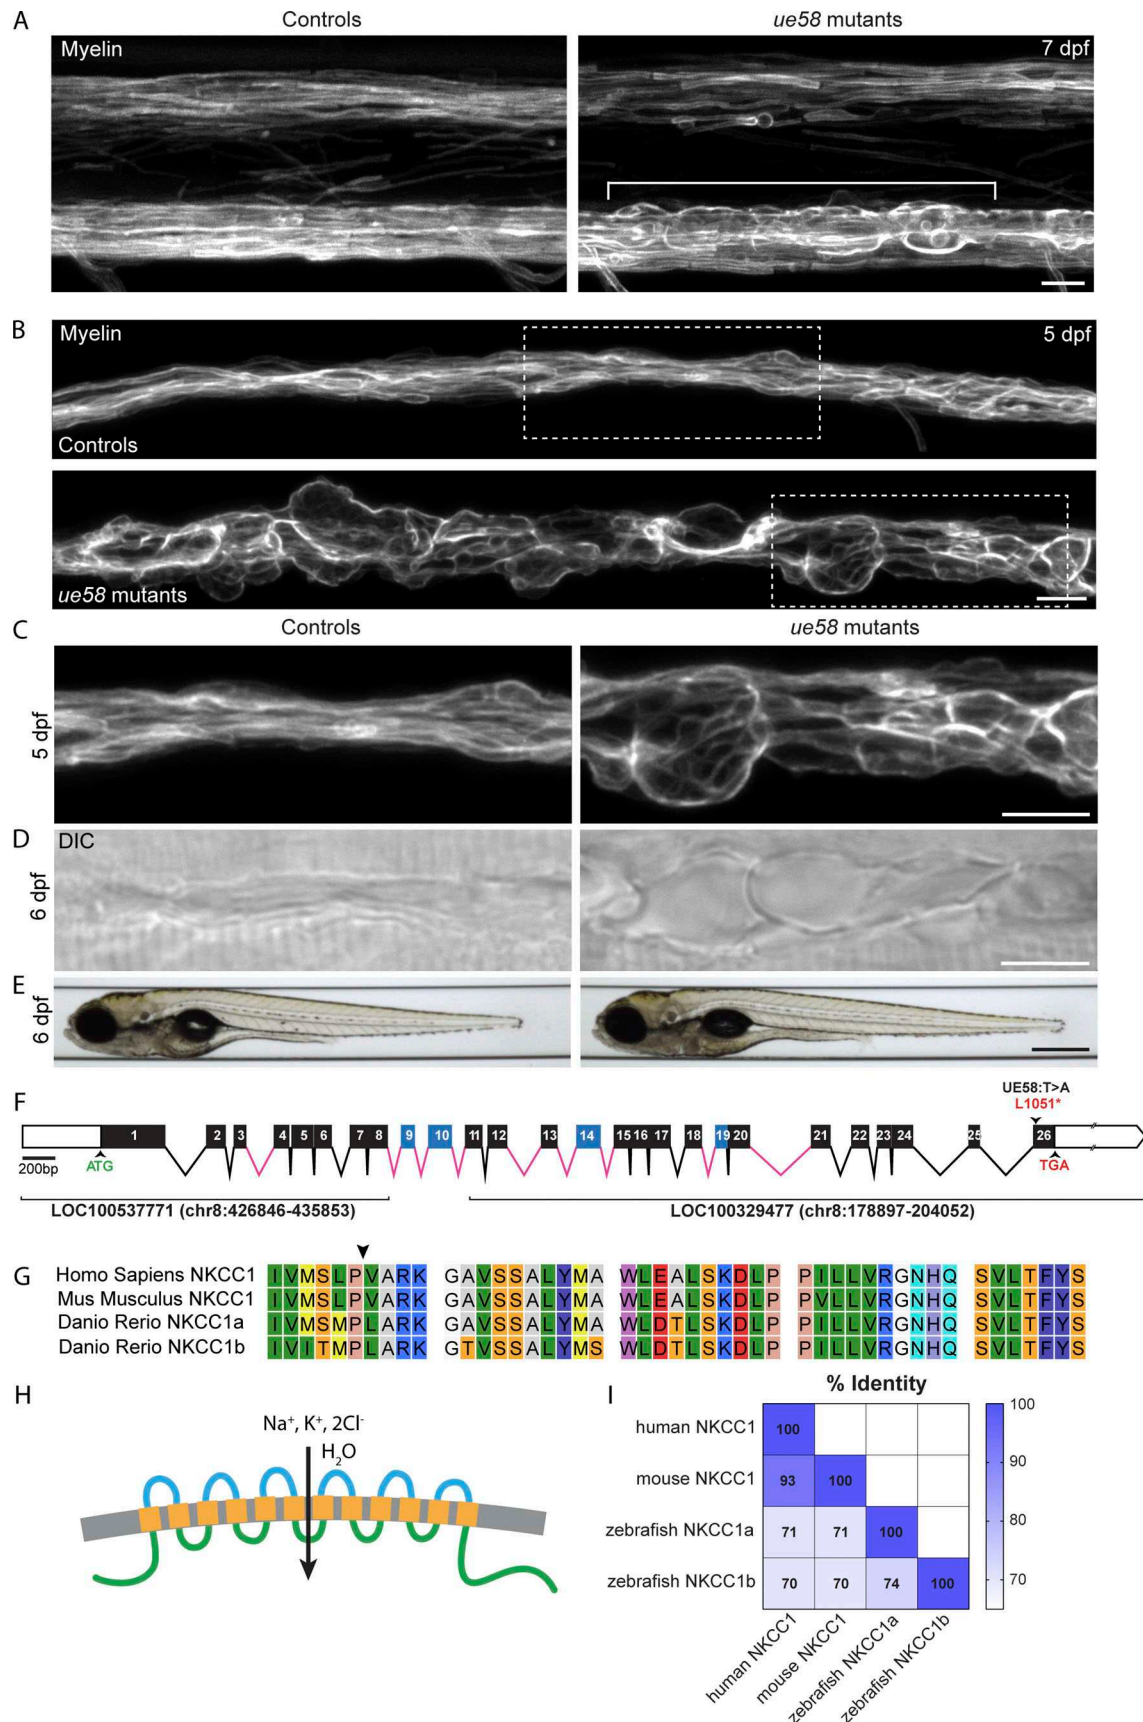 A
Controls
ue58 mutants
Myelin
7 dpf
B
Myelin
5 dpf
Controls
ue58 mutants
C
Controls
ue58 mutants
5 dpf
D
DIC
6 dpf
E
6 dpf
F
UE58:T>A
L1051*
1 2 3 4 5 6 7 8 9 10 11 12 13 14 15 16 17 18 19 20 21 22 23 24 25 26
200bp
ATG
TGA
LOC100537771 (chr8:426846-435853)
LOC100329477 (chr8:178897-204052)
G
Homo Sapiens NKCC1 IVMSLPVARK GAVSSALYMA WLEALSKDLP PILLVRGNHQ SVLTFYS
Mus Musculus NKCC1 IVMSLPVARK GAVSSALYMA WLEALSKDLP PVLLVRGNHQ SVLTFYS
Danio Rerio NKCC1a IVMSMPLARK GAVSSALYMA WLDTLSKDLP PILLVRGNHQ SVLTFYS
Danio Rerio NKCC1b IVITMPLARK GTVSSALYMS WLDTLSKDLP PILLVRGNHQ SVLTFYS
H
Na⁺, K⁺, 2Cl⁻
H₂O
I
% Identity
human NKCC1 100
mouse NKCC1 93 100
zebrafish NKCC1a 71 71 100
zebrafish NKCC1b 70 70 74 100
human NKCC1
mouse NKCC1
zebrafish NKCC1a
zebrafish NKCC1b
100
90
80
70